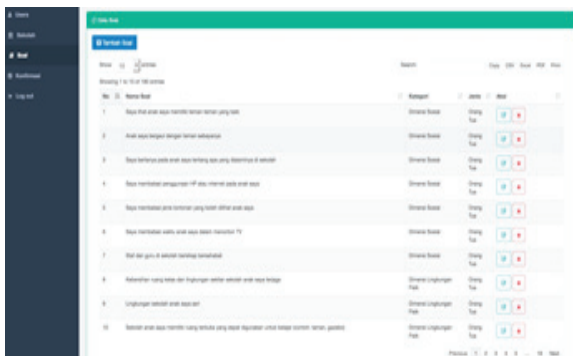 Users
Sekolah
Soal
Konfirmasi
Log out
Data Soal
Tambah Soal
Show 10 entries
Search:
Copy CSV Excel PDF Print
Showing 1 to 10 of 100 entries
No Nama Soal Kategori Jenis Aksi
1 Saya lihat anak saya memiliki teman-teman yang baik Dimensi Sosial Orang Tua
2 Anak saya bergaul dengan teman sebayanya Dimensi Sosial Orang Tua
3 Saya bertanya pada anak saya tentang apa yang dialaminya di sekolah Dimensi Sosial Orang Tua
4 Saya membatasi penggunaan HP atau internet pada anak saya Dimensi Sosial Orang Tua
5 Saya membatasi jenis tontonan yang boleh dilihat anak saya Dimensi Sosial Orang Tua
6 Saya membatasi waktu anak saya dalam menonton TV Dimensi Sosial Orang Tua
7 Staf dan guru di sekolah bersikap bersahabat Dimensi Sosial Orang Tua
8 Kebersihan ruang kelas dan lingkungan sekitar sekolah anak saya terjaga Dimensi Lingkungan Fisik Orang Tua
9 Lingkungan sekolah anak saya asri Dimensi Lingkungan Fisik Orang Tua
10 Sekolah anak saya memiliki ruang terbuka yang dapat digunakan untuk belajar (contoh: taman, gazebo) Dimensi Lingkungan Fisik Orang Tua
Previous 1 2 3 4 5 ... 10 Next